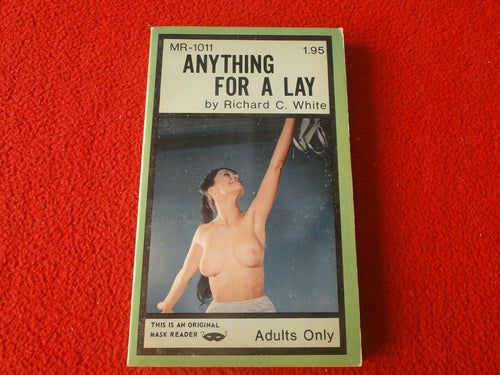 MR-1011 1.95
ANYTHING
FOR A LAY
by Richard C. White
THIS IS AN ORIGINAL
MASK READER
Adults Only